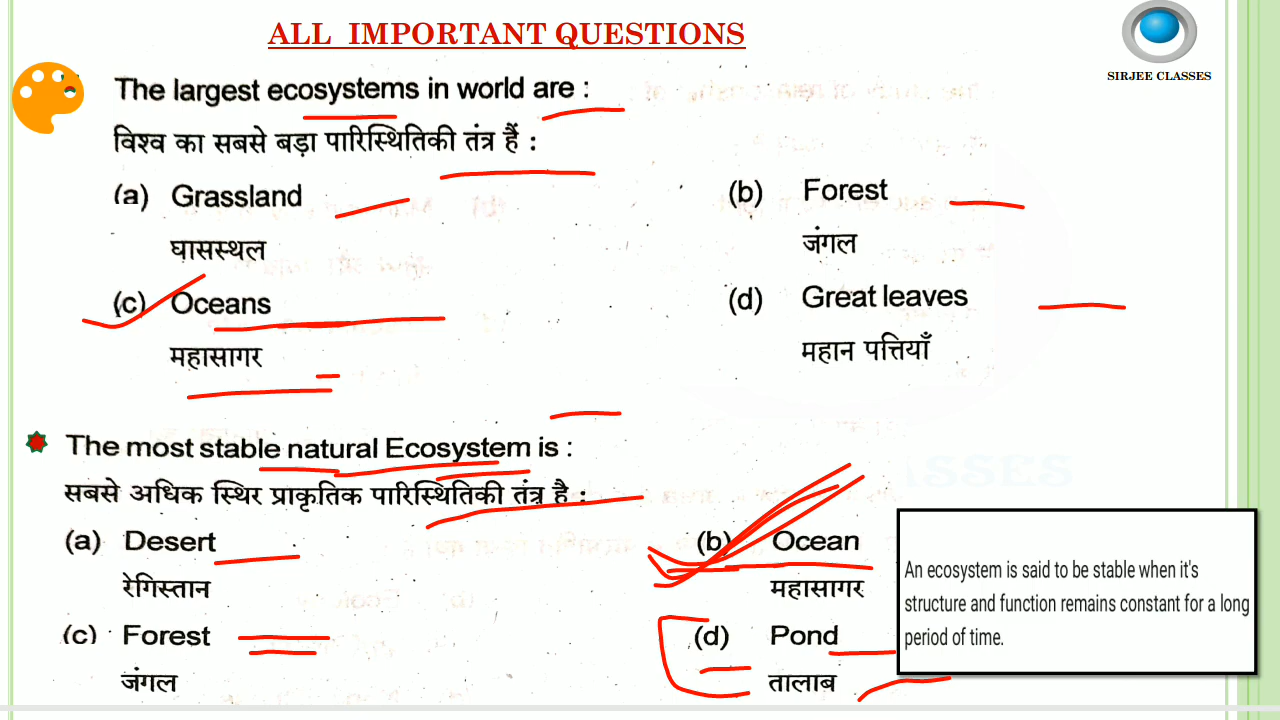 ALL IMPORTANT QUESTIONS
SIRJEE CLASSES
The largest ecosystems in world are :
विश्व का सबसे बड़ा पारिस्थितिकी तंत्र हैं :
(a) Grassland
घासस्थल
(b) Forest
जंगल
(c) Oceans
महासागर
(d) Great leaves
महान पत्तियाँ
The most stable natural Ecosystem is :
सबसे अधिक स्थिर प्राकृतिक पारिस्थितिकी तंत्र है :
(a) Desert
रेगिस्तान
(b) Ocean
महासागर
(c) Forest
जंगल
(d) Pond
तालाब
An ecosystem is said to be stable when it's
structure and function remains constant for a long
period of time.